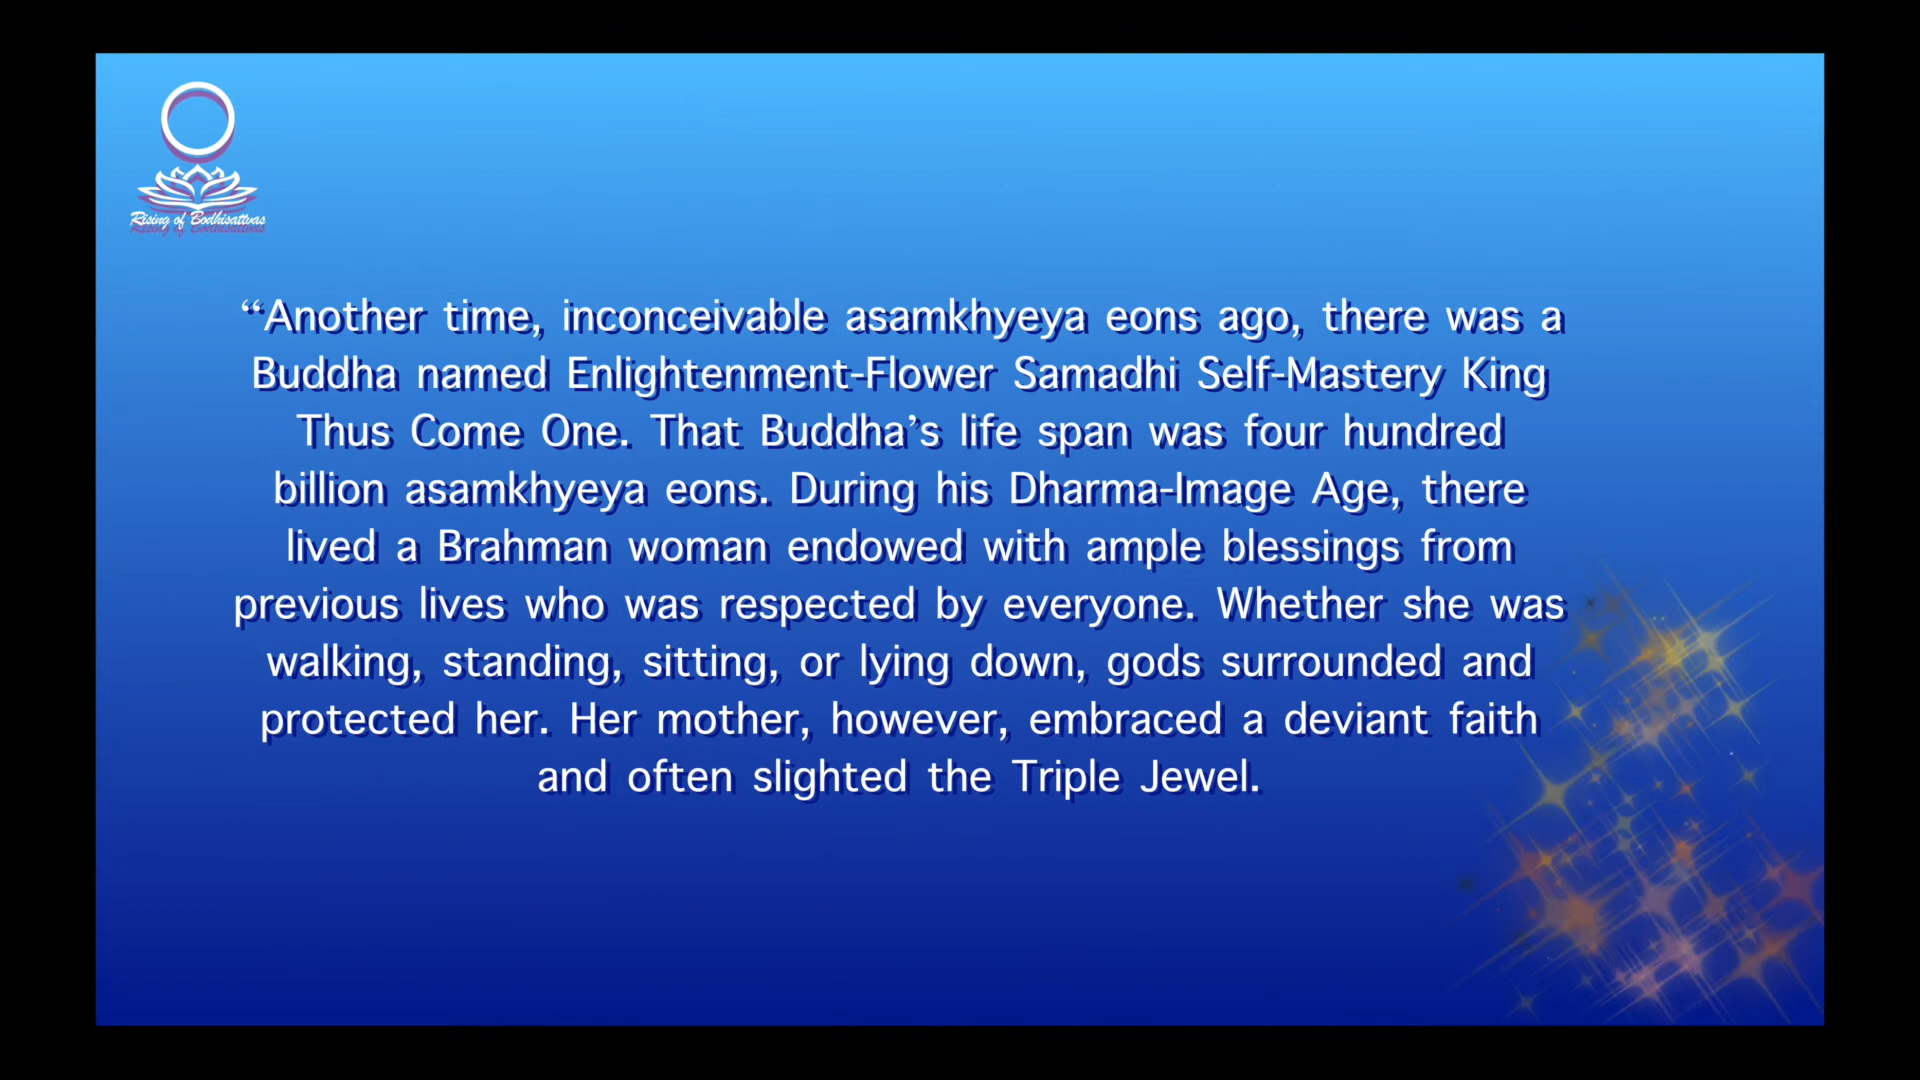 Rising of Bodhisattvas
“Another time, inconceivable asamkhyeya eons ago, there was a
Buddha named Enlightenment-Flower Samadhi Self-Mastery King
Thus Come One. That Buddha’s life span was four hundred
billion asamkhyeya eons. During his Dharma-Image Age, there
lived a Brahman woman endowed with ample blessings from
previous lives who was respected by everyone. Whether she was
walking, standing, sitting, or lying down, gods surrounded and
protected her. Her mother, however, embraced a deviant faith
and often slighted the Triple Jewel.